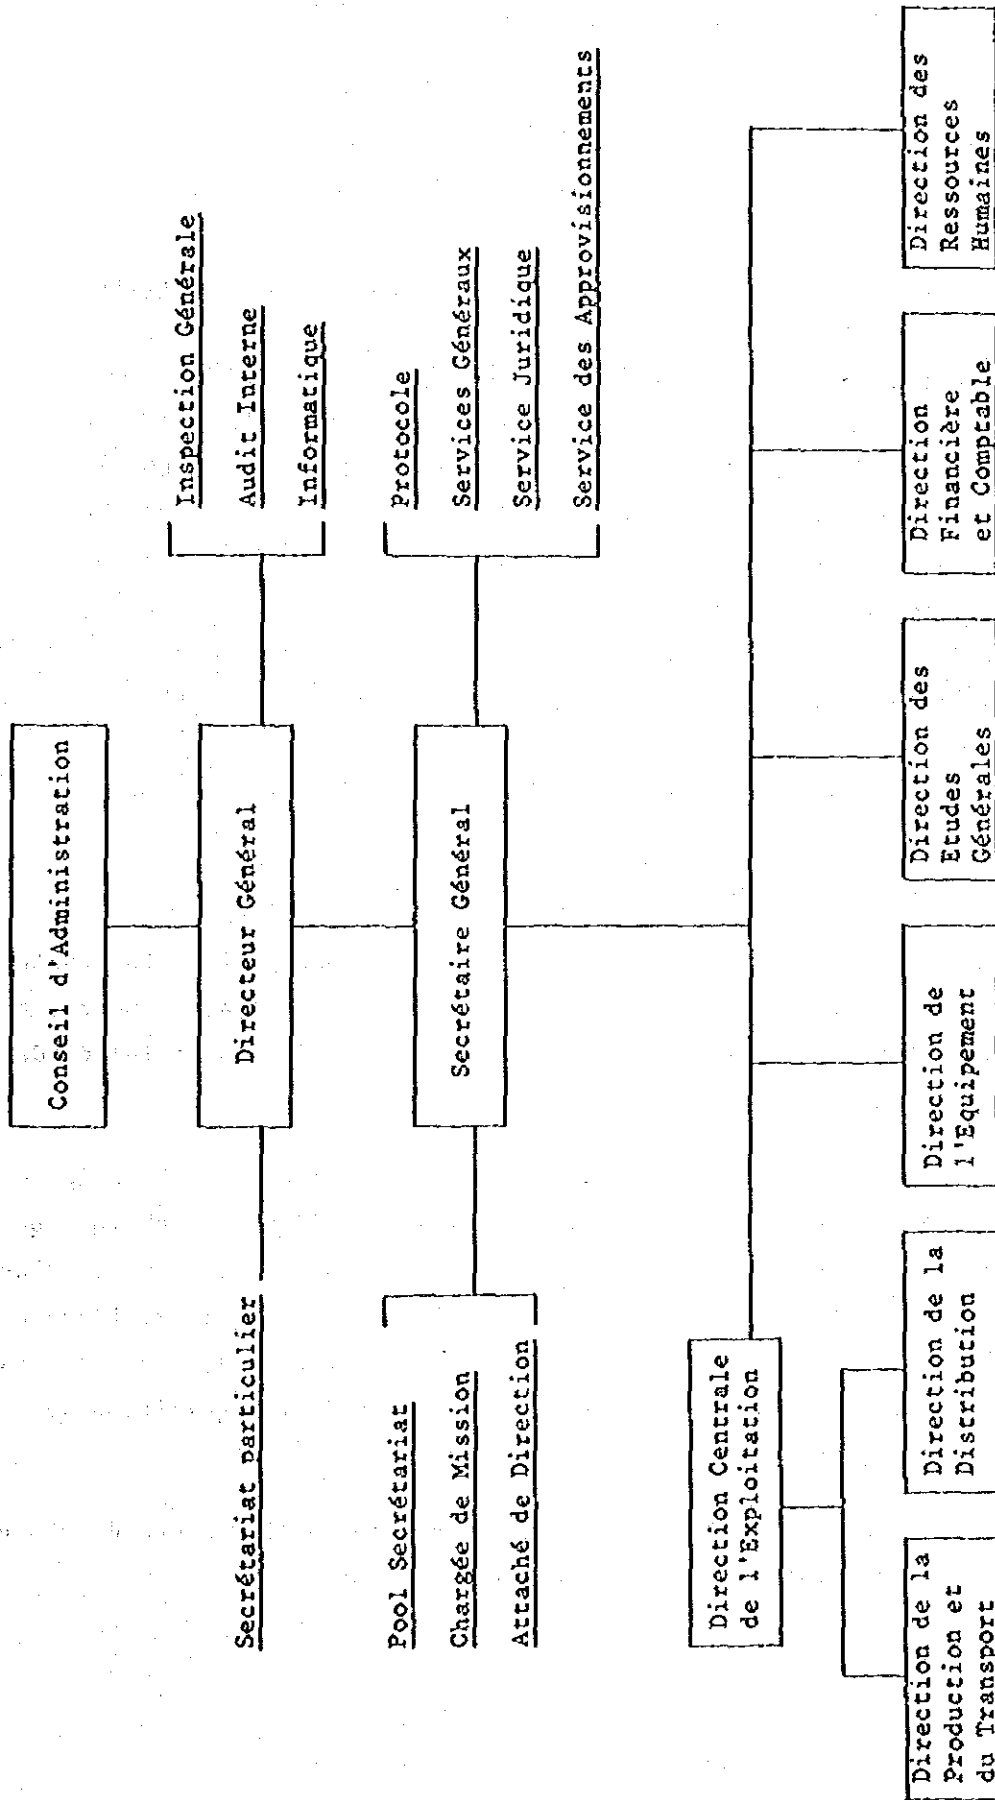 Conseil d'Administration
Directeur Général
Secrétariat particulier
Inspection Générale
Audit Interne
Informatique
Secrétaire Général
Pool Secrétariat
Chargée de Mission
Attaché de Direction
Protocole
Services Généraux
Service Juridique
Service des Approvisionnements
Direction Centrale
de l'Exploitation
Direction de la
Production et
du Transport
Direction de la
Distribution
Direction de
l'Equipement
Direction des
Etudes
Générales
Direction
Financière
et Comptable
Direction des
Ressources
Humaines